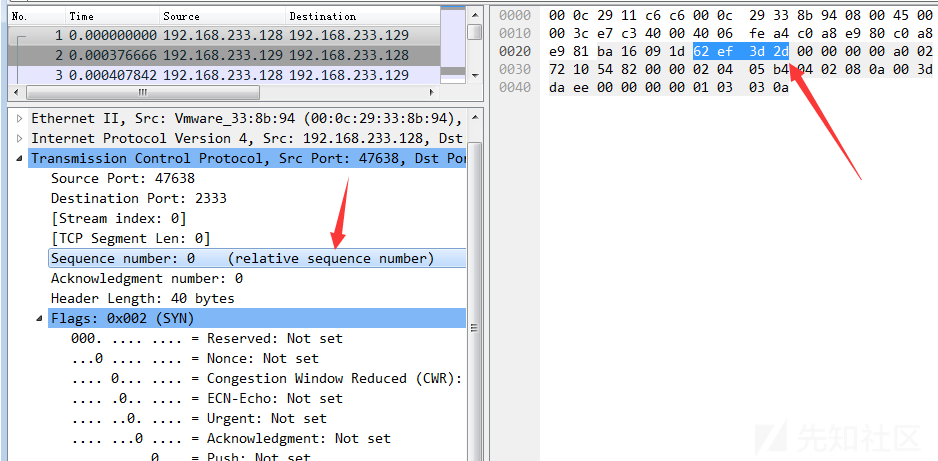 No. Time Source Destination
1 0.000000000 192.168.233.128 192.168.233.129
2 0.000376666 192.168.233.129 192.168.233.128
3 0.000407842 192.168.233.128 192.168.233.129
Ethernet II, Src: Vmware_33:8b:94 (00:0c:29:33:8b:94),
Internet Protocol Version 4, Src: 192.168.233.128, Dst
Transmission Control Protocol, Src Port: 47638, Dst Por
Source Port: 47638
Destination Port: 2333
[Stream index: 0]
[TCP Segment Len: 0]
Sequence number: 0 (relative sequence number)
Acknowledgment number: 0
Header Length: 40 bytes
Flags: 0x002 (SYN)
000. .... .... = Reserved: Not set
...0 .... .... = Nonce: Not set
.... 0... .... = Congestion Window Reduced (CWR):
.... .0.. .... = ECN-Echo: Not set
.... ..0. .... = Urgent: Not set
.... ...0 .... = Acknowledgment: Not set
0... = Push: Not set
0000 00 0c 29 11 c6 c6 00 0c 29 33 8b 94 08 00 45 00
0010 00 3c e7 c3 40 00 40 06 fe a4 c0 a8 e9 80 c0 a8
0020 e9 81 ba 16 09 1d 62 ef 3d 2d 00 00 00 00 a0 02
0030 72 10 54 82 00 00 02 04 05 b4 04 02 08 0a 00 3d
0040 da ee 00 00 00 00 01 03 03 0a
先知社区